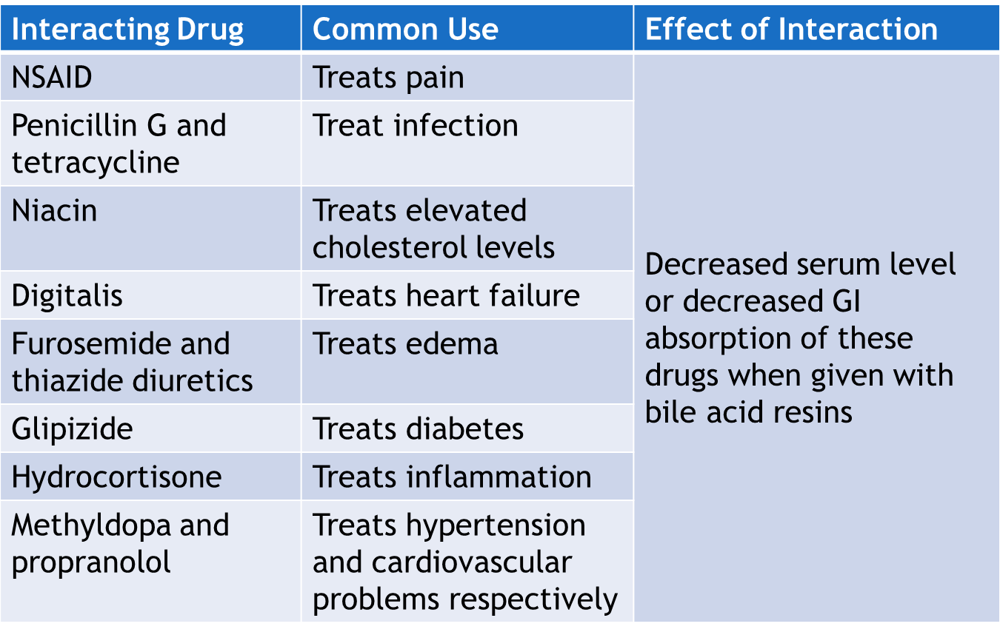 Interacting Drug
Common Use
Effect of Interaction
NSAID
Treats pain
Penicillin G and
tetracycline
Treat infection
Niacin
Treats elevated
cholesterol levels
Digitalis
Treats heart failure
Furosemide and
thiazide diuretics
Treats edema
Glipizide
Treats diabetes
Hydrocortisone
Treats inflammation
Methyldopa and
propranolol
Treats hypertension
and cardiovascular
problems respectively
Decreased serum level
or decreased GI
absorption of these
drugs when given with
bile acid resins